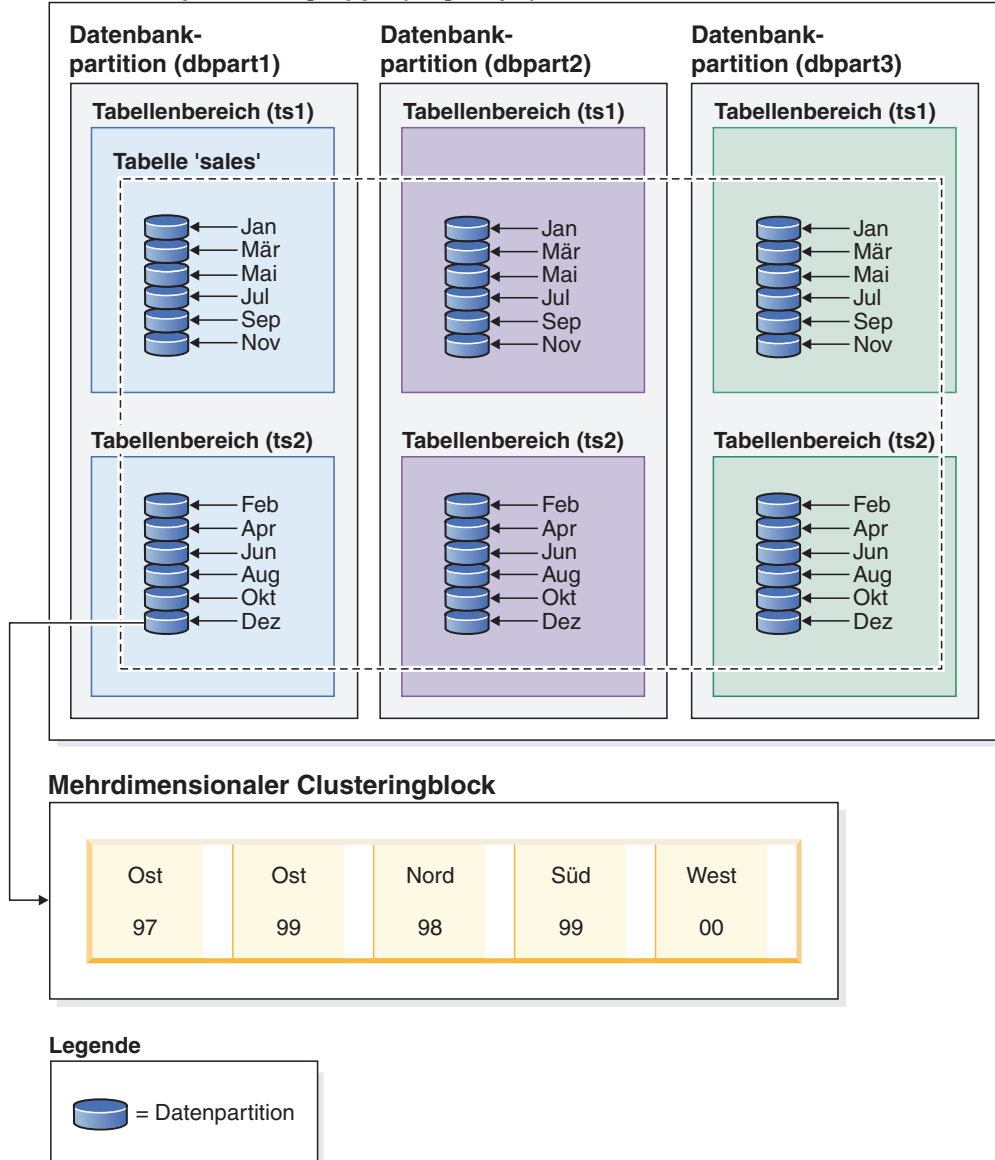 Datenbank-
partition (dbpart1)
Datenbank-
partition (dbpart2)
Datenbank-
partition (dbpart3)
Tabellenbereich (ts1)
Tabellenbereich (ts1)
Tabellenbereich (ts1)
Tabelle 'sales'
Jan
Mär
Mai
Jul
Sep
Nov
Jan
Mär
Mai
Jul
Sep
Nov
Jan
Mär
Mai
Jul
Sep
Nov
Tabellenbereich (ts2)
Tabellenbereich (ts2)
Tabellenbereich (ts2)
Feb
Apr
Jun
Aug
Okt
Dez
Feb
Apr
Jun
Aug
Okt
Dez
Feb
Apr
Jun
Aug
Okt
Dez
Mehrdimensionaler Clusteringblock
Ost
97
Ost
99
Nord
98
Süd
99
West
00
Legende
= Datenpartition